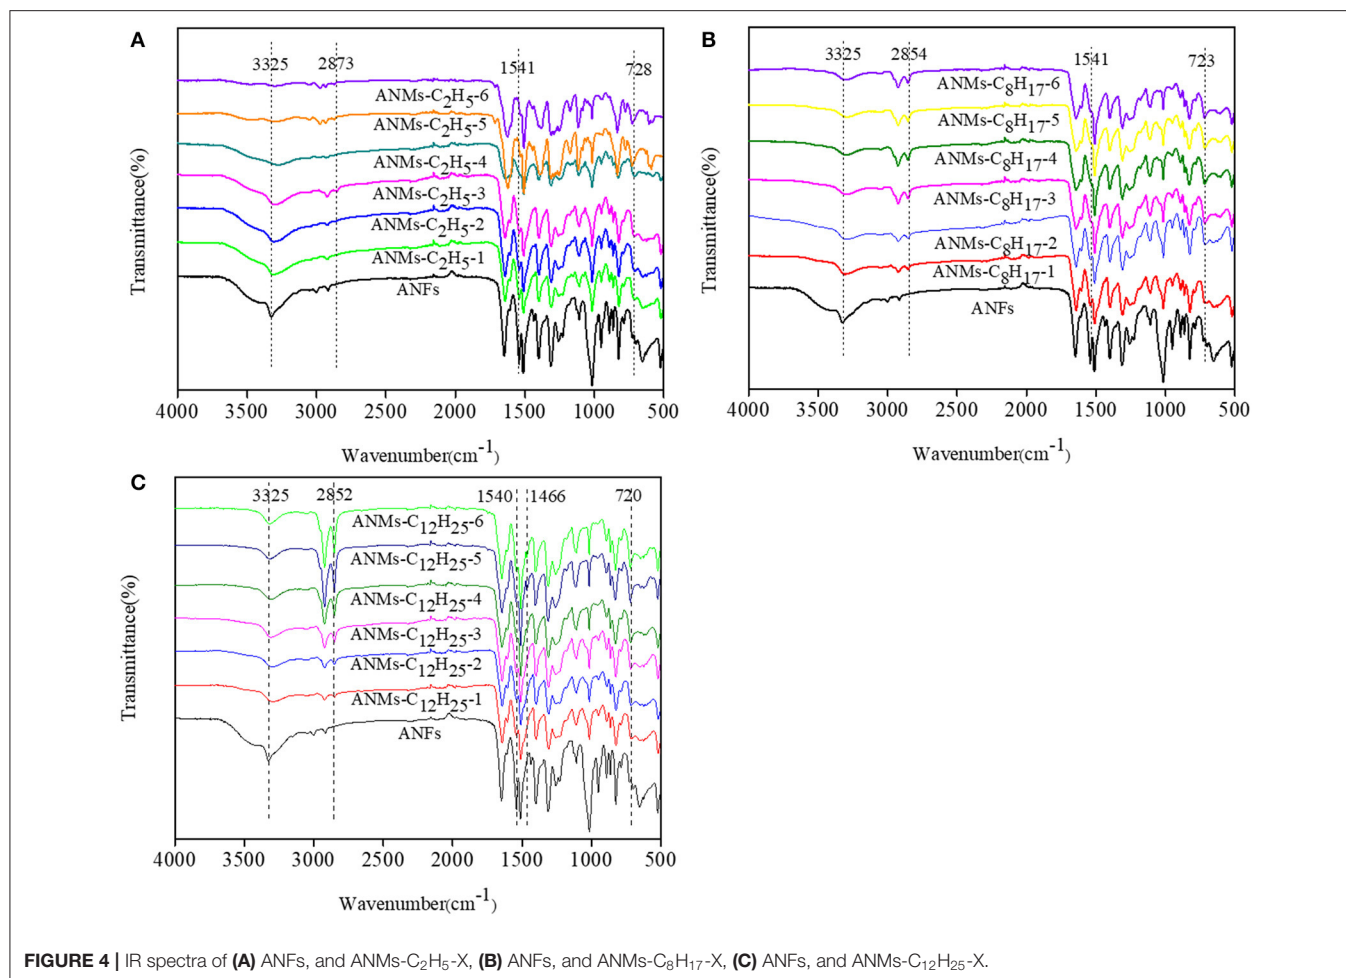 A
3325 2873 1541 728
ANMs-C2H5-6
ANMs-C2H5-5
ANMs-C2H5-4
ANMs-C2H5-3
ANMs-C2H5-2
ANMs-C2H5-1
ANFs
Transmittance(%)
4000 3500 3000 2500 2000 1500 1000 500
Wavenumber(cm-1)
B
3325 2854 1541 723
ANMs-C8H17-6
ANMs-C8H17-5
ANMs-C8H17-4
ANMs-C8H17-3
ANMs-C8H17-2
ANMs-C8H17-1
ANFs
Transmittance(%)
4000 3500 3000 2500 2000 1500 1000 500
Wavenumber(cm-1)
C
3325 2852 1540 1466 720
ANMs-C12H25-6
ANMs-C12H25-5
ANMs-C12H25-4
ANMs-C12H25-3
ANMs-C12H25-2
ANMs-C12H25-1
ANFs
Transmittance(%)
4000 3500 3000 2500 2000 1500 1000 500
Wavenumber(cm-1)
FIGURE 4 | IR spectra of (A) ANFs, and ANMs-C2H5-X, (B) ANFs, and ANMs-C8H17-X, (C) ANFs, and ANMs-C12H25-X.